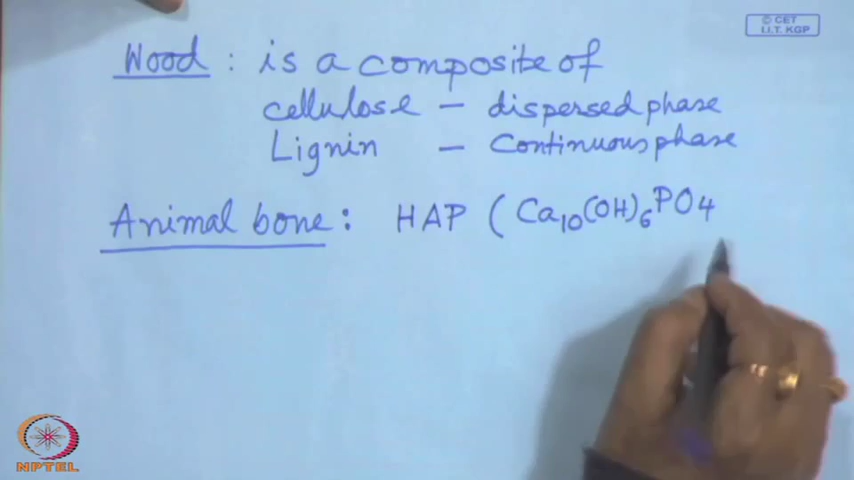 © CET
I.I.T. KGP
Wood : is a composite of
cellulose – dispersed phase
Lignin – Continuous phase
Animal bone : HAP ( Ca10(OH)6PO4
NPTEL